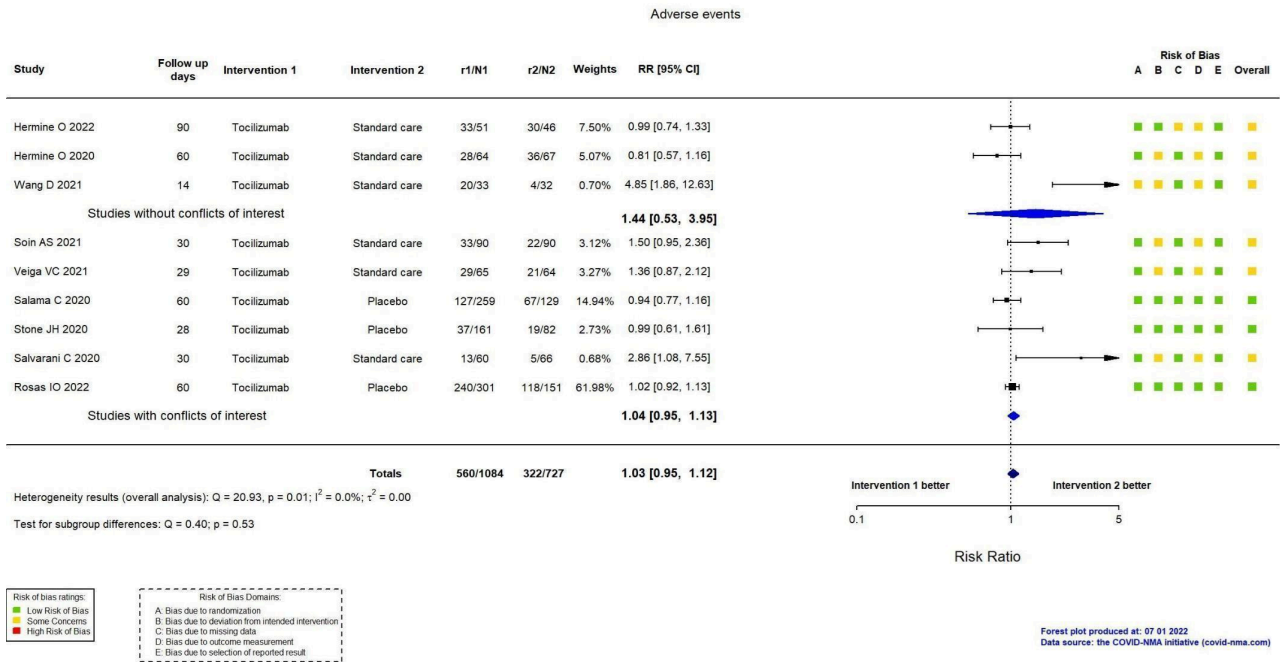 Adverse events
Risk of Bias
Study Follow up days Intervention 1 Intervention 2 r1/N1 r2/N2 Weights RR [95% CI] A B C D E Overall
Hermine O 2022 90 Tocilizumab Standard care 33/51 30/46 7.50% 0.99 [0.74, 1.33]
Hermine O 2020 60 Tocilizumab Standard care 28/64 36/67 5.07% 0.81 [0.57, 1.16]
Wang D 2021 14 Tocilizumab Standard care 20/33 4/32 0.70% 4.85 [1.86, 12.63]
Studies without conflicts of interest 1.44 [0.53, 3.95]
Soin AS 2021 30 Tocilizumab Standard care 33/90 22/90 3.12% 1.50 [0.95, 2.36]
Veiga VC 2021 29 Tocilizumab Standard care 29/65 21/64 3.27% 1.36 [0.87, 2.12]
Salama C 2020 60 Tocilizumab Placebo 127/259 67/129 14.94% 0.94 [0.77, 1.16]
Stone JH 2020 28 Tocilizumab Placebo 37/161 19/82 2.73% 0.99 [0.61, 1.61]
Salvarani C 2020 30 Tocilizumab Standard care 13/60 5/66 0.68% 2.86 [1.08, 7.55]
Rosas IO 2022 60 Tocilizumab Placebo 240/301 118/151 61.98% 1.02 [0.92, 1.13]
Studies with conflicts of interest 1.04 [0.95, 1.13]
Totals 560/1084 322/727 1.03 [0.95, 1.12]
Intervention 1 better Intervention 2 better
Heterogeneity results (overall analysis): Q = 20.93, p = 0.01; I² = 0.0%; τ² = 0.00
0.1 1 5
Test for subgroup differences: Q = 0.40; p = 0.53
Risk Ratio
Risk of bias ratings:
Low Risk of Bias
Some Concerns
High Risk of Bias
Risk of Bias Domains:
A: Bias due to randomization
B: Bias due to deviation from intended intervention
C: Bias due to missing data
D: Bias due to outcome measurement
E: Bias due to selection of reported result
Forest plot produced at: 07 01 2022
Data source: the COVID-NMA initiative (covid-nma.com)